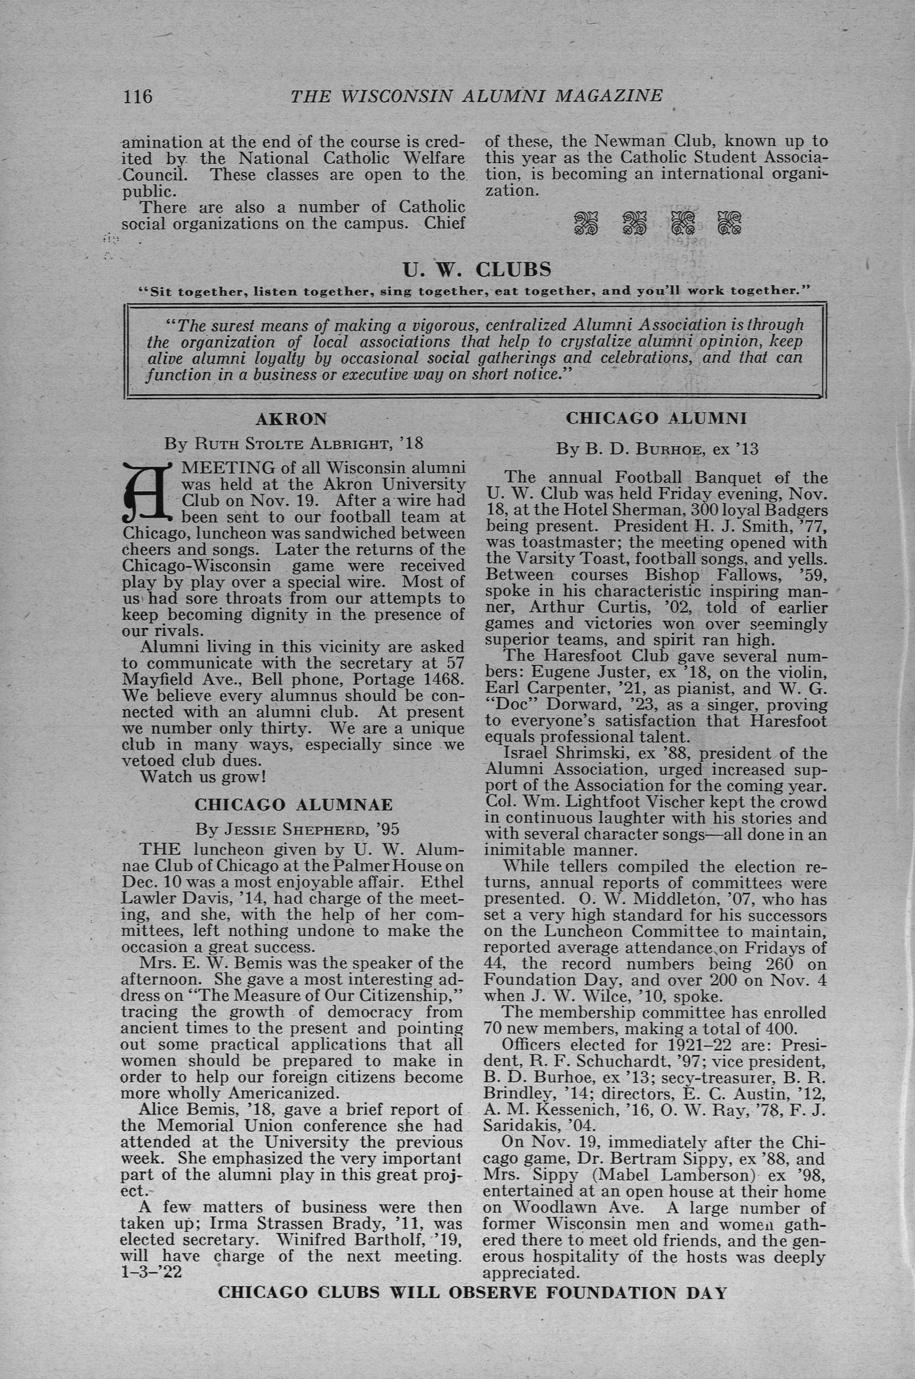 116
THE WISCONSIN ALUMNI MAGAZINE
amination at the end of the course is cred-
ited by the National Catholic Welfare
Council. These classes are open to the
public.
There are also a number of Catholic
social organizations on the campus. Chief
of these, the Newman Club, known up to
this year as the Catholic Student Associa-
tion, is becoming an international organi-
zation.
U. W. CLUBS
“Sit together, listen together, sing together, eat together, and you’ll work together.”
“The surest means of making a vigorous, centralized Alumni Association is through
the organization of local associations that help to crystalize alumni opinion, keep
alive alumni loyalty by occasional social gatherings and celebrations, and that can
function in a business or executive way on short notice.”
AKRON
By RUTH STOLTE ALBRIGHT, ’18
A MEETING of all Wisconsin alumni
was held at the Akron University
Club on Nov. 19. After a wire had
been sent to our football team at
Chicago, luncheon was sandwiched between
cheers and songs. Later the returns of the
Chicago-Wisconsin game were received
play by play over a special wire. Most of
us had sore throats from our attempts to
keep becoming dignity in the presence of
our rivals.
Alumni living in this vicinity are asked
to communicate with the secretary at 57
Mayfield Ave., Bell phone, Portage 1468.
We believe every alumnus should be con-
nected with an alumni club. At present
we number only thirty. We are a unique
club in many ways, especially since we
vetoed club dues.
Watch us grow!
CHICAGO ALUMNAE
By JESSIE SHEPHERD, ’95
THE luncheon given by U. W. Alum-
nae Club of Chicago at the Palmer House on
Dec. 10 was a most enjoyable affair. Ethel
Lawler Davis, ’14, had charge of the meet-
ing, and she, with the help of her com-
mittees, left nothing undone to make the
occasion a great success.
Mrs. E. W. Bemis was the speaker of the
afternoon. She gave a most interesting ad-
dress on “The Measure of Our Citizenship,”
tracing the growth of democracy from
ancient times to the present and pointing
out some practical applications that all
women should be prepared to make in
order to help our foreign citizens become
more wholly Americanized.
Alice Bemis, ’18, gave a brief report of
the Memorial Union conference she had
attended at the University the previous
week. She emphasized the very important
part of the alumni play in this great proj-
ect.
A few matters of business were then
taken up; Irma Strassen Brady, ’11, was
elected secretary. Winifred Bartholf, ’19,
will have charge of the next meeting.
1-3-’22
CHICAGO ALUMNI
By B. D. BURHOE, ex ’13
The annual Football Banquet of the
U. W. Club was held Friday evening, Nov.
18, at the Hotel Sherman, 300 loyal Badgers
being present. President H. J. Smith, ’77,
was toastmaster; the meeting opened with
the Varsity Toast, football songs, and yells.
Between courses Bishop Fallows, ’59,
spoke in his characteristic inspiring man-
ner, Arthur Curtis, ’02, told of earlier
games and victories won over seemingly
superior teams, and spirit ran high.
The Haresfoot Club gave several num-
bers: Eugene Juster, ex ’18, on the violin,
Earl Carpenter, ’21, as pianist, and W. G.
“Doc” Dorward, ’23, as a singer, proving
to everyone’s satisfaction that Haresfoot
equals professional talent.
Israel Shrimski, ex ’88, president of the
Alumni Association, urged increased sup-
port of the Association for the coming year.
Col. Wm. Lightfoot Vischer kept the crowd
in continuous laughter with his stories and
with several character songs—all done in an
inimitable manner.
While tellers compiled the election re-
turns, annual reports of committees were
presented. O. W. Middleton, ’07, who has
set a very high standard for his successors
on the Luncheon Committee to maintain,
reported average attendance on Fridays of
44, the record numbers being 260 on
Foundation Day, and over 200 on Nov. 4
when J. W. Wilce, ’10, spoke.
The membership committee has enrolled
70 new members, making a total of 400.
Officers elected for 1921–22 are: Presi-
dent, R. F. Schuchardt, ’97; vice president,
B. D. Burhoe, ex ’13; secy-treasurer, B. R.
Brindley, ’14; directors, E. C. Austin, ’12,
A. M. Kessenich, ’16, O. W. Ray, ’78, F. J.
Saridakis, ’04.
On Nov. 19, immediately after the Chi-
cago game, Dr. Bertram Sippy, ex ’88, and
Mrs. Sippy (Mabel Lamberson) ex ’98,
entertained at an open house at their home
on Woodlawn Ave. A large number of
former Wisconsin men and women gath-
ered there to meet old friends, and the gen-
erous hospitality of the hosts was deeply
appreciated.
CHICAGO CLUBS WILL OBSERVE FOUNDATION DAY